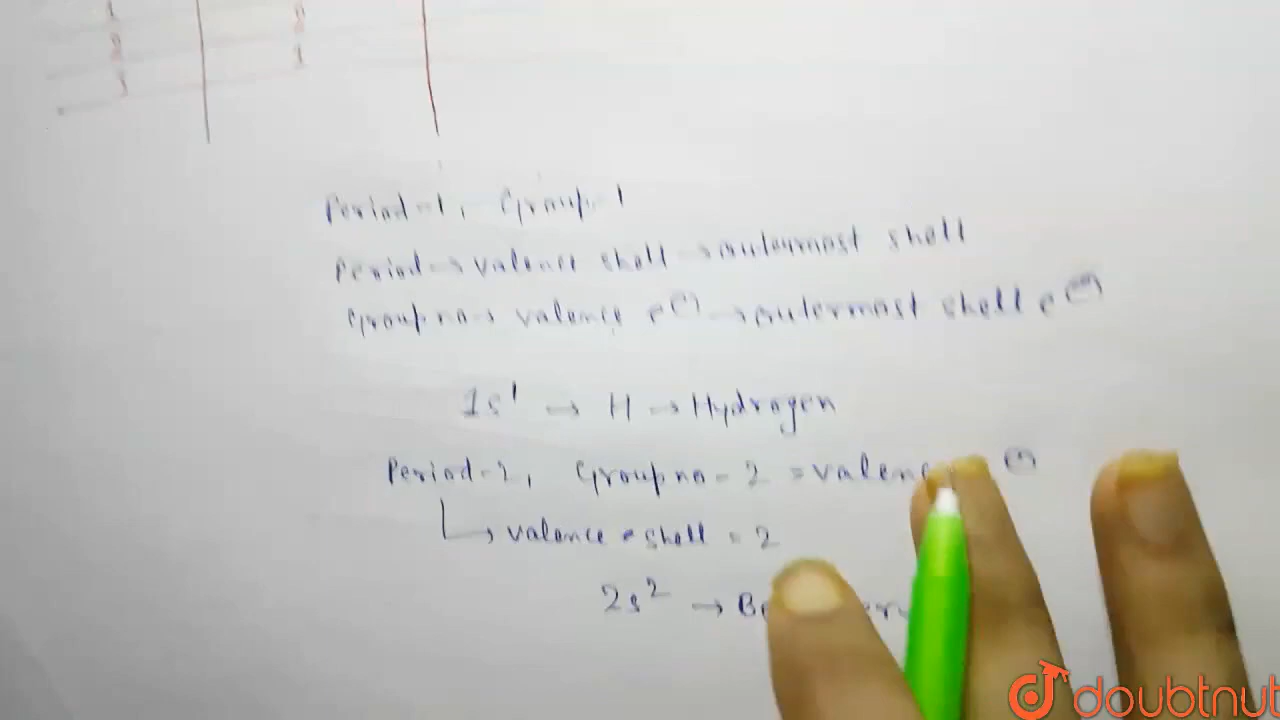 Period-1, Group-1
Period→ valence shell→outermost shell
Group no→ valence e(-)→outermost shell e(-)
1s¹ → H → Hydrogen
Period-2, Group no - 2 = valence (-)
↳ valence e shell = 2
2s² →
doubtnut